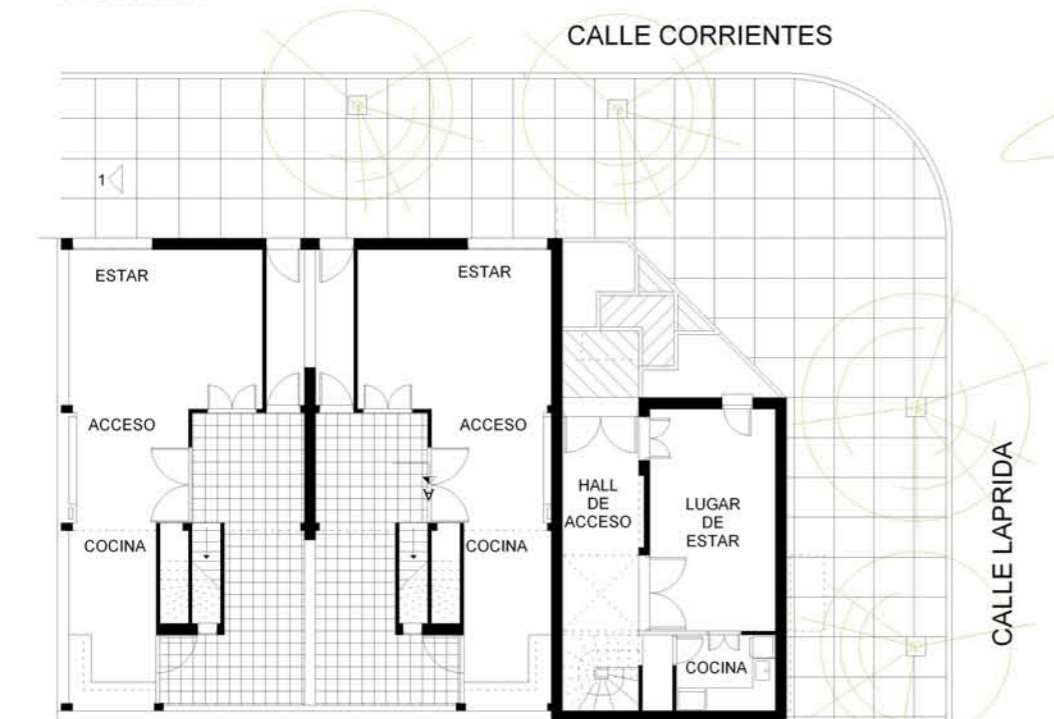 CALLE CORRIENTES
1
ESTAR
ESTAR
ACCESO
ACCESO
A
HALL
DE
ACCESO
LUGAR
DE
ESTAR
COCINA
COCINA
COCINA
CALLE LAPRIDA